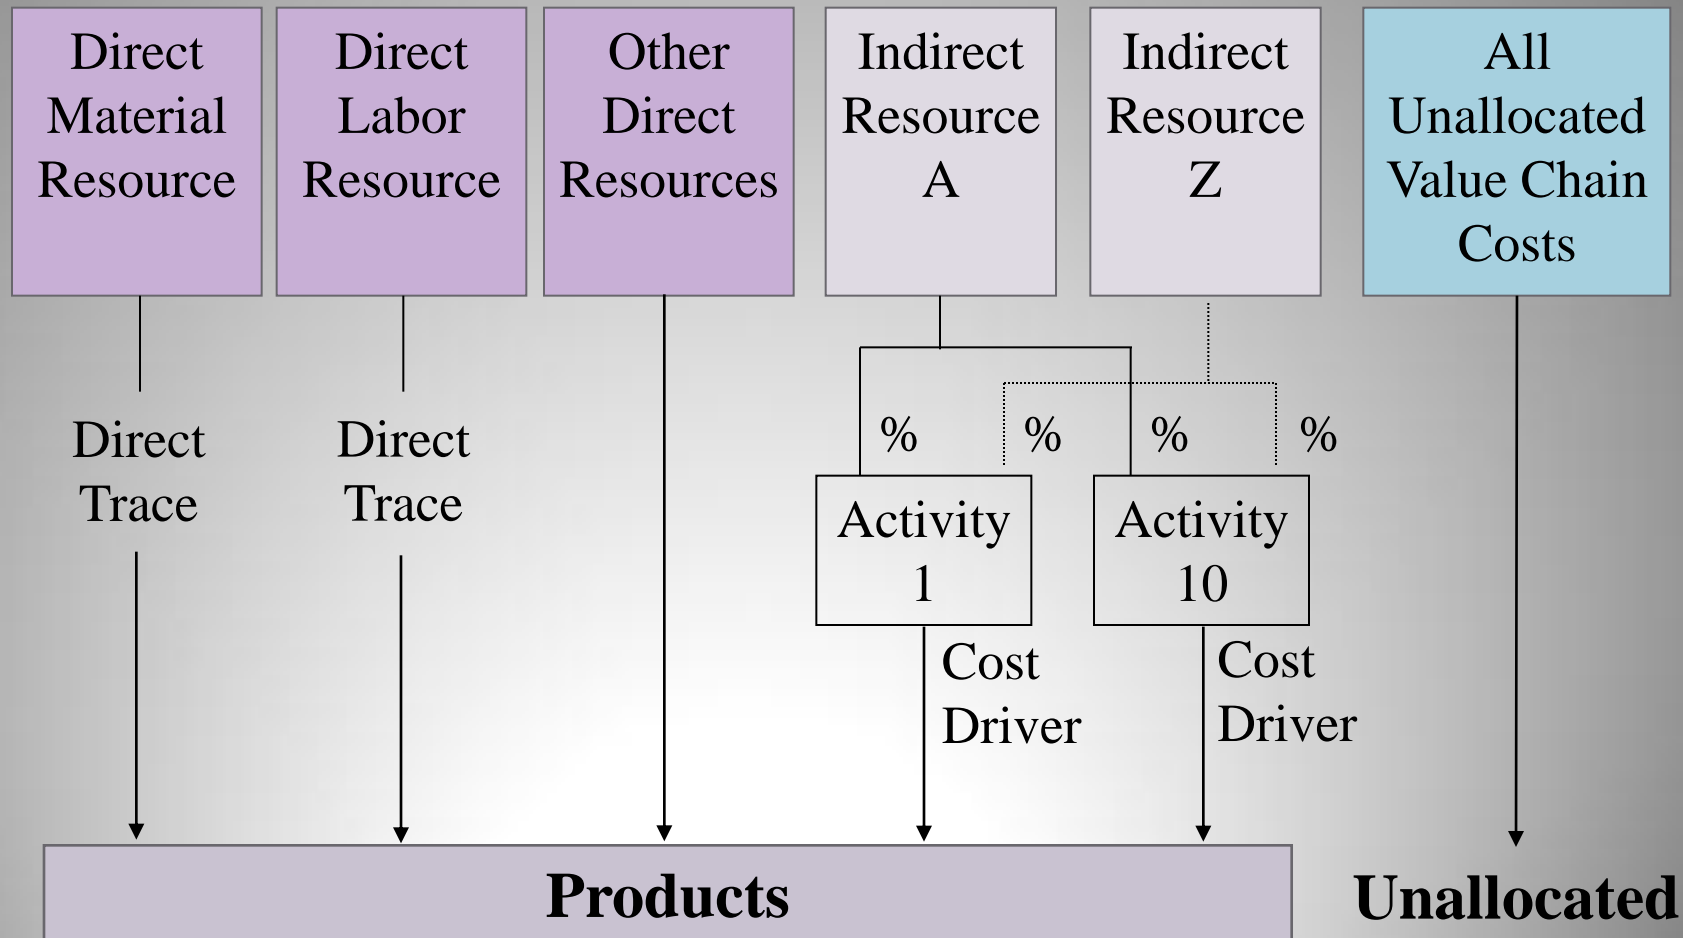 Direct
Material
Resource
Direct
Labor
Resource
Other
Direct
Resources
Indirect
Resource
A
Indirect
Resource
Z
All
Unallocated
Value Chain
Costs
Direct
Trace
Direct
Trace
%
%
%
%
Activity
1
Activity
10
Cost
Driver
Cost
Driver
Products
Unallocated